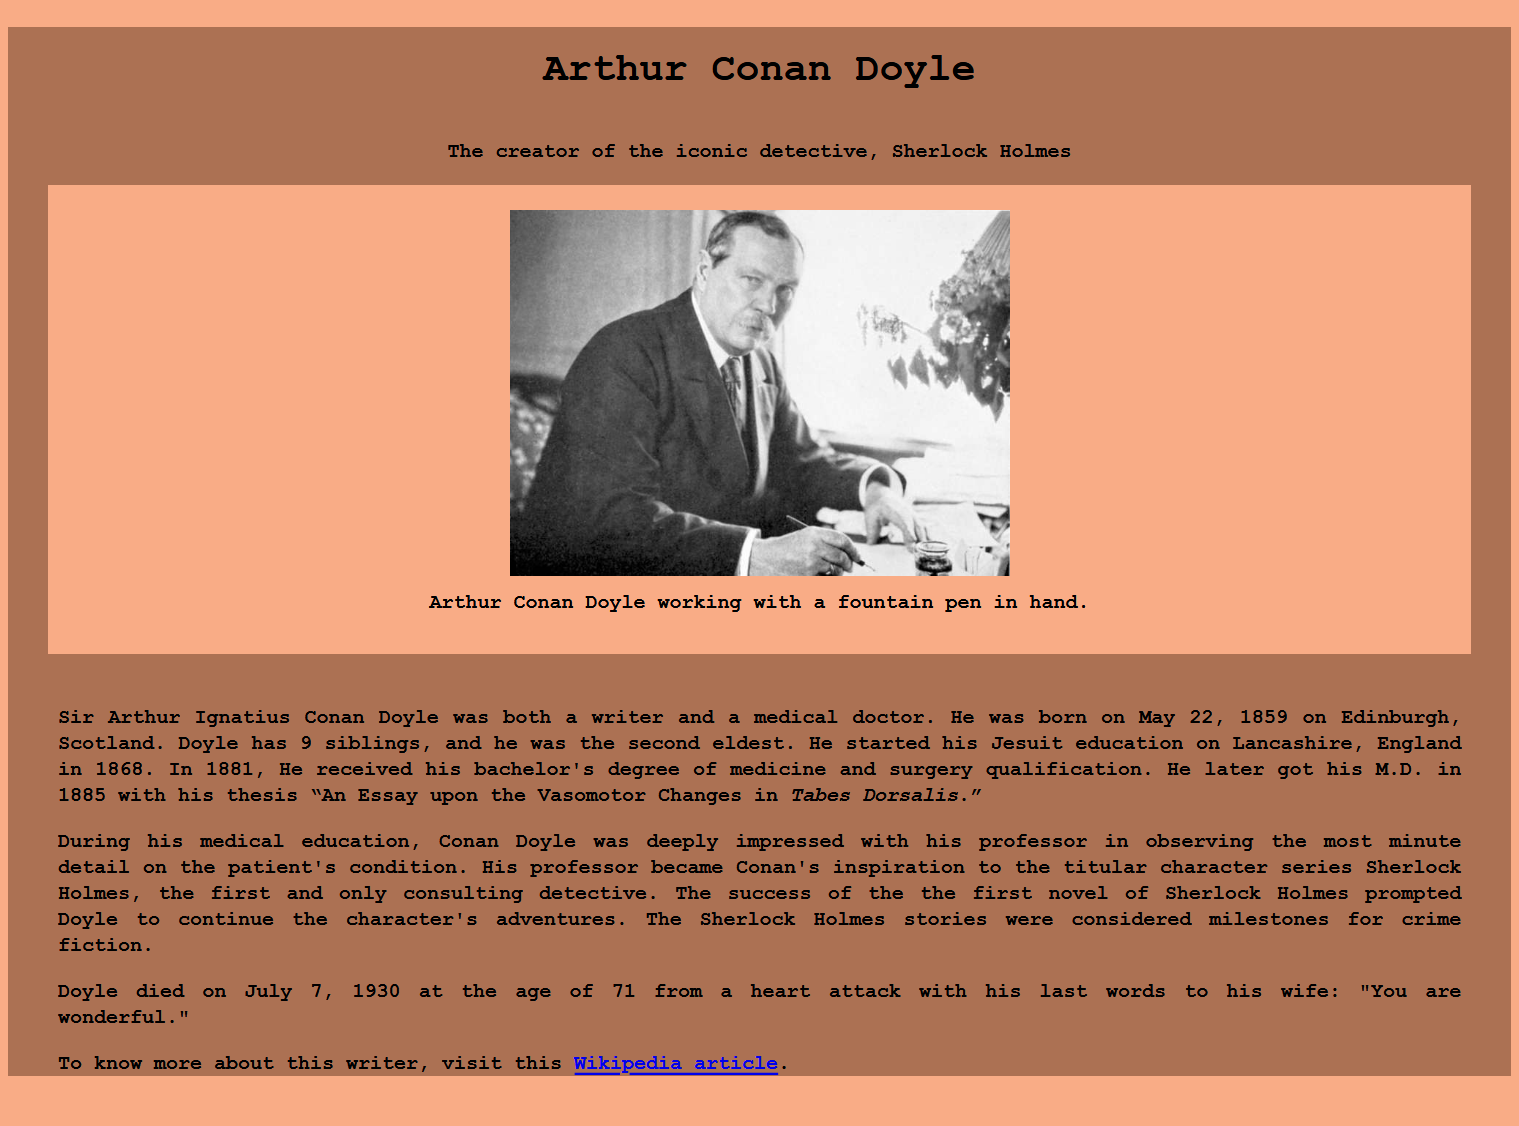 Arthur Conan Doyle
The creator of the iconic detective, Sherlock Holmes
Arthur Conan Doyle working with a fountain pen in hand.
Sir Arthur Ignatius Conan Doyle was both a writer and a medical doctor. He was born on May 22, 1859 on Edinburgh,
Scotland. Doyle has 9 siblings, and he was the second eldest. He started his Jesuit education on Lancashire, England
in 1868. In 1881, He received his bachelor's degree of medicine and surgery qualification. He later got his M.D. in
1885 with his thesis “An Essay upon the Vasomotor Changes in Tabes Dorsalis.”
During his medical education, Conan Doyle was deeply impressed with his professor in observing the most minute
detail on the patient's condition. His professor became Conan's inspiration to the titular character series Sherlock
Holmes, the first and only consulting detective. The success of the the first novel of Sherlock Holmes prompted
Doyle to continue the character's adventures. The Sherlock Holmes stories were considered milestones for crime
fiction.
Doyle died on July 7, 1930 at the age of 71 from a heart attack with his last words to his wife: "You are
wonderful."
To know more about this writer, visit this Wikipedia article.